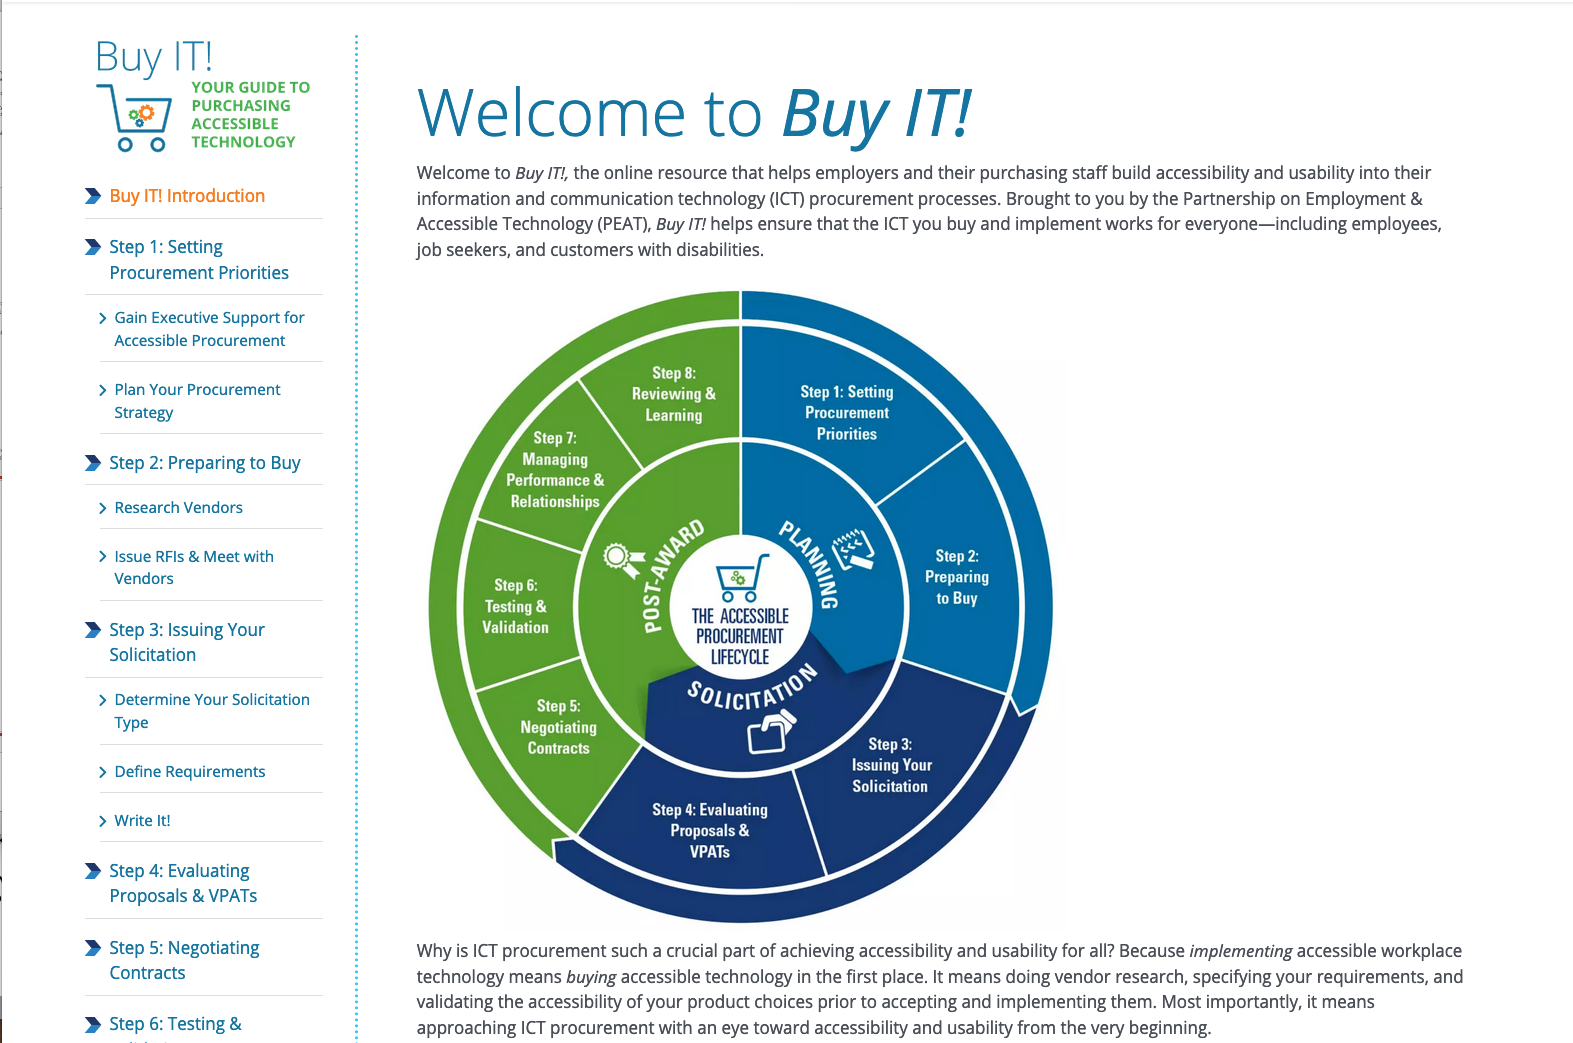 Buy IT!
YOUR GUIDE TO
PURCHASING
ACCESSIBLE
TECHNOLOGY
Buy IT! Introduction
Step 1: Setting
Procurement Priorities
Gain Executive Support for
Accessible Procurement
Plan Your Procurement
Strategy
Step 2: Preparing to Buy
Research Vendors
Issue RFIs & Meet with
Vendors
Step 3: Issuing Your
Solicitation
Determine Your Solicitation
Type
Define Requirements
Write It!
Step 4: Evaluating
Proposals & VPATs
Step 5: Negotiating
Contracts
Step 6: Testing &
Welcome to Buy IT!
Welcome to Buy IT!, the online resource that helps employers and their purchasing staff build accessibility and usability into their
information and communication technology (ICT) procurement processes. Brought to you by the Partnership on Employment &
Accessible Technology (PEAT), Buy IT! helps ensure that the ICT you buy and implement works for everyone—including employees,
job seekers, and customers with disabilities.
Step 1: Setting
Procurement
Priorities
Step 2:
Preparing
to Buy
Step 3:
Issuing Your
Solicitation
Step 4: Evaluating
Proposals &
VPATs
Step 5:
Negotiating
Contracts
Step 6:
Testing &
Validation
Step 7:
Managing
Performance &
Relationships
Step 8:
Reviewing &
Learning
PLANNING
SOLICITATION
POST-AWARD
THE ACCESSIBLE
PROCUREMENT
LIFECYCLE
Why is ICT procurement such a crucial part of achieving accessibility and usability for all? Because implementing accessible workplace
technology means buying accessible technology in the first place. It means doing vendor research, specifying your requirements, and
validating the accessibility of your product choices prior to accepting and implementing them. Most importantly, it means
approaching ICT procurement with an eye toward accessibility and usability from the very beginning.